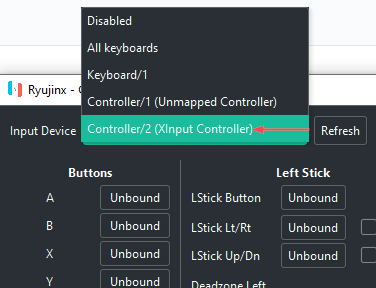 Disabled
All keyboards
Keyboard/1
Controller/1 (Unmapped Controller)
Controller/2 (XInput Controller)
Ryujinx -
Input Device
Refresh
Buttons
Left Stick
A Unbound
LStick Button Unbound
B Unbound
LStick Lt/Rt Unbound
X Unbound
LStick Up/Dn Unbound
Y Unbound
Deadzone Left